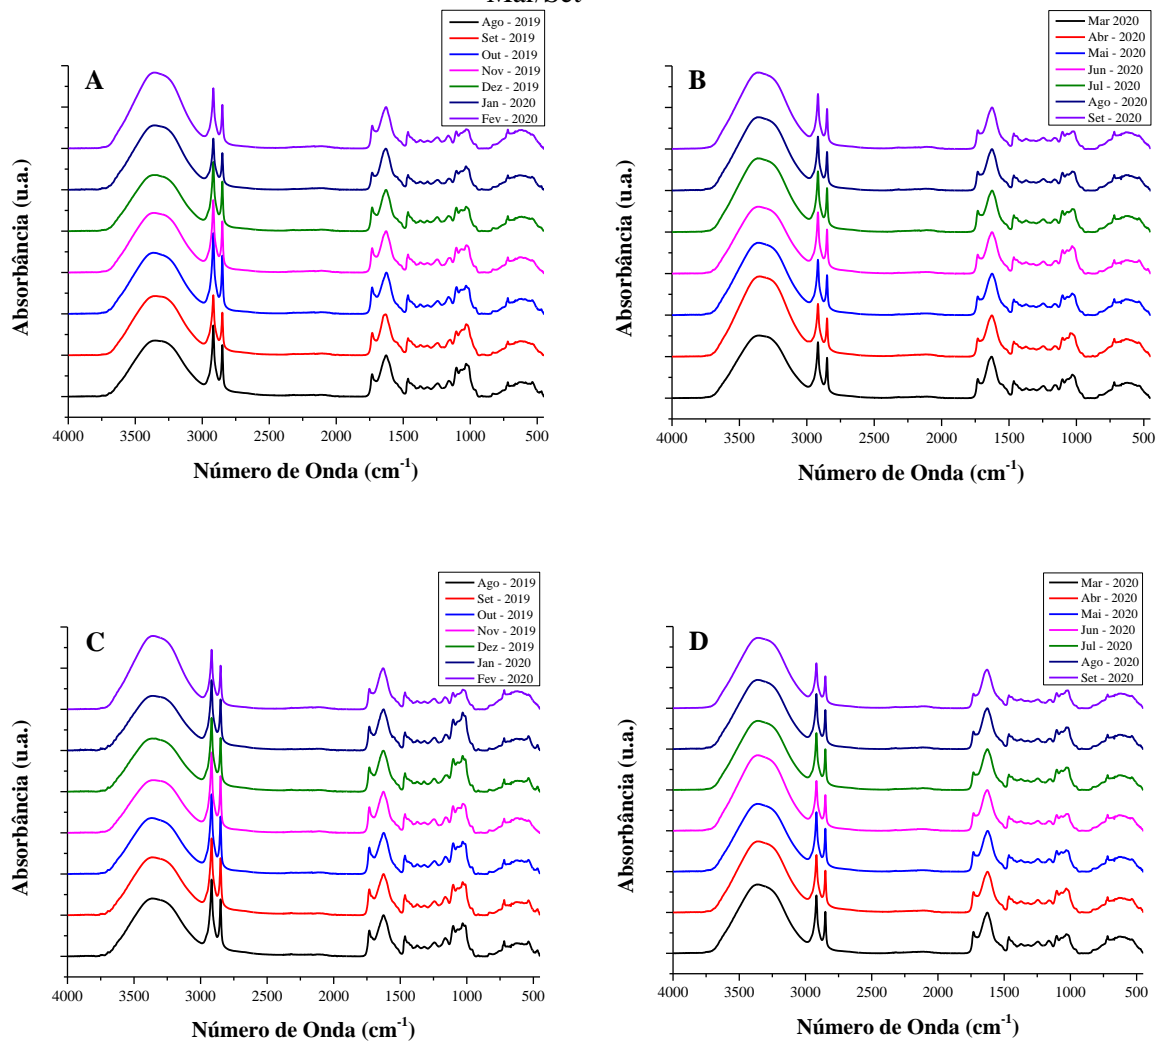 Mar/Set
Ago - 2019
Set - 2019
Out - 2019
Nov - 2019
Dez - 2019
Jan - 2020
Fev - 2020
A
Absorbância (u.a.)
4000 3500 3000 2500 2000 1500 1000 500
Número de Onda (cm⁻¹)
Mar 2020
Abr - 2020
Mai - 2020
Jun - 2020
Jul - 2020
Ago - 2020
Set - 2020
B
Absorbância (u.a.)
4000 3500 3000 2500 2000 1500 1000 500
Número de Onda (cm⁻¹)
Ago - 2019
Set - 2019
Out - 2019
Nov - 2019
Dez - 2019
Jan - 2020
Fev - 2020
C
Absorbância (u.a.)
4000 3500 3000 2500 2000 1500 1000 500
Número de Onda (cm⁻¹)
Mar - 2020
Abr - 2020
Mai - 2020
Jun - 2020
Jul - 2020
Ago - 2020
Set - 2020
D
Absorbância (u.a.)
4000 3500 3000 2500 2000 1500 1000 500
Número de Onda (cm⁻¹)